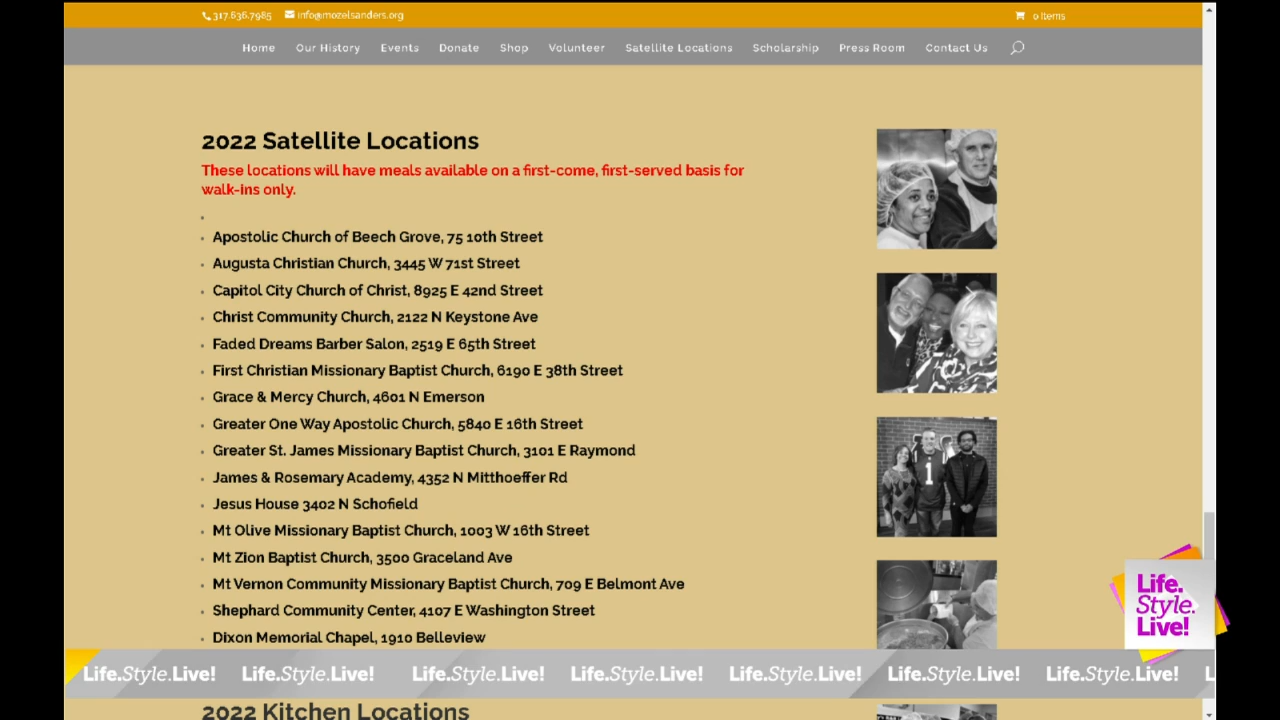 317.636.7985 info@mozelsanders.org 0 Items
Home Our History Events Donate Shop Volunteer Satellite Locations Scholarship Press Room Contact Us
2022 Satellite Locations
These locations will have meals available on a first-come, first-served basis for
walk-ins only.
Apostolic Church of Beech Grove, 75 10th Street
Augusta Christian Church, 3445 W 71st Street
Capitol City Church of Christ, 8925 E 42nd Street
Christ Community Church, 2122 N Keystone Ave
Faded Dreams Barber Salon, 2519 E 65th Street
First Christian Missionary Baptist Church, 6190 E 38th Street
Grace & Mercy Church, 4601 N Emerson
Greater One Way Apostolic Church, 5840 E 16th Street
Greater St. James Missionary Baptist Church, 3101 E Raymond
James & Rosemary Academy, 4352 N Mitthoeffer Rd
Jesus House 3402 N Schofield
Mt Olive Missionary Baptist Church, 1003 W 16th Street
Mt Zion Baptist Church, 3500 Graceland Ave
Mt Vernon Community Missionary Baptist Church, 709 E Belmont Ave
Shephard Community Center, 4107 E Washington Street
Dixon Memorial Chapel, 1910 Belleview
1
Life.
Style.
Live!
Life.Style.Live! Life.Style.Live! Life.Style.Live! Life.Style.Live! Life.Style.Live! Life.Style.Live! Life.Style.Live! L
2022 Kitchen Locations